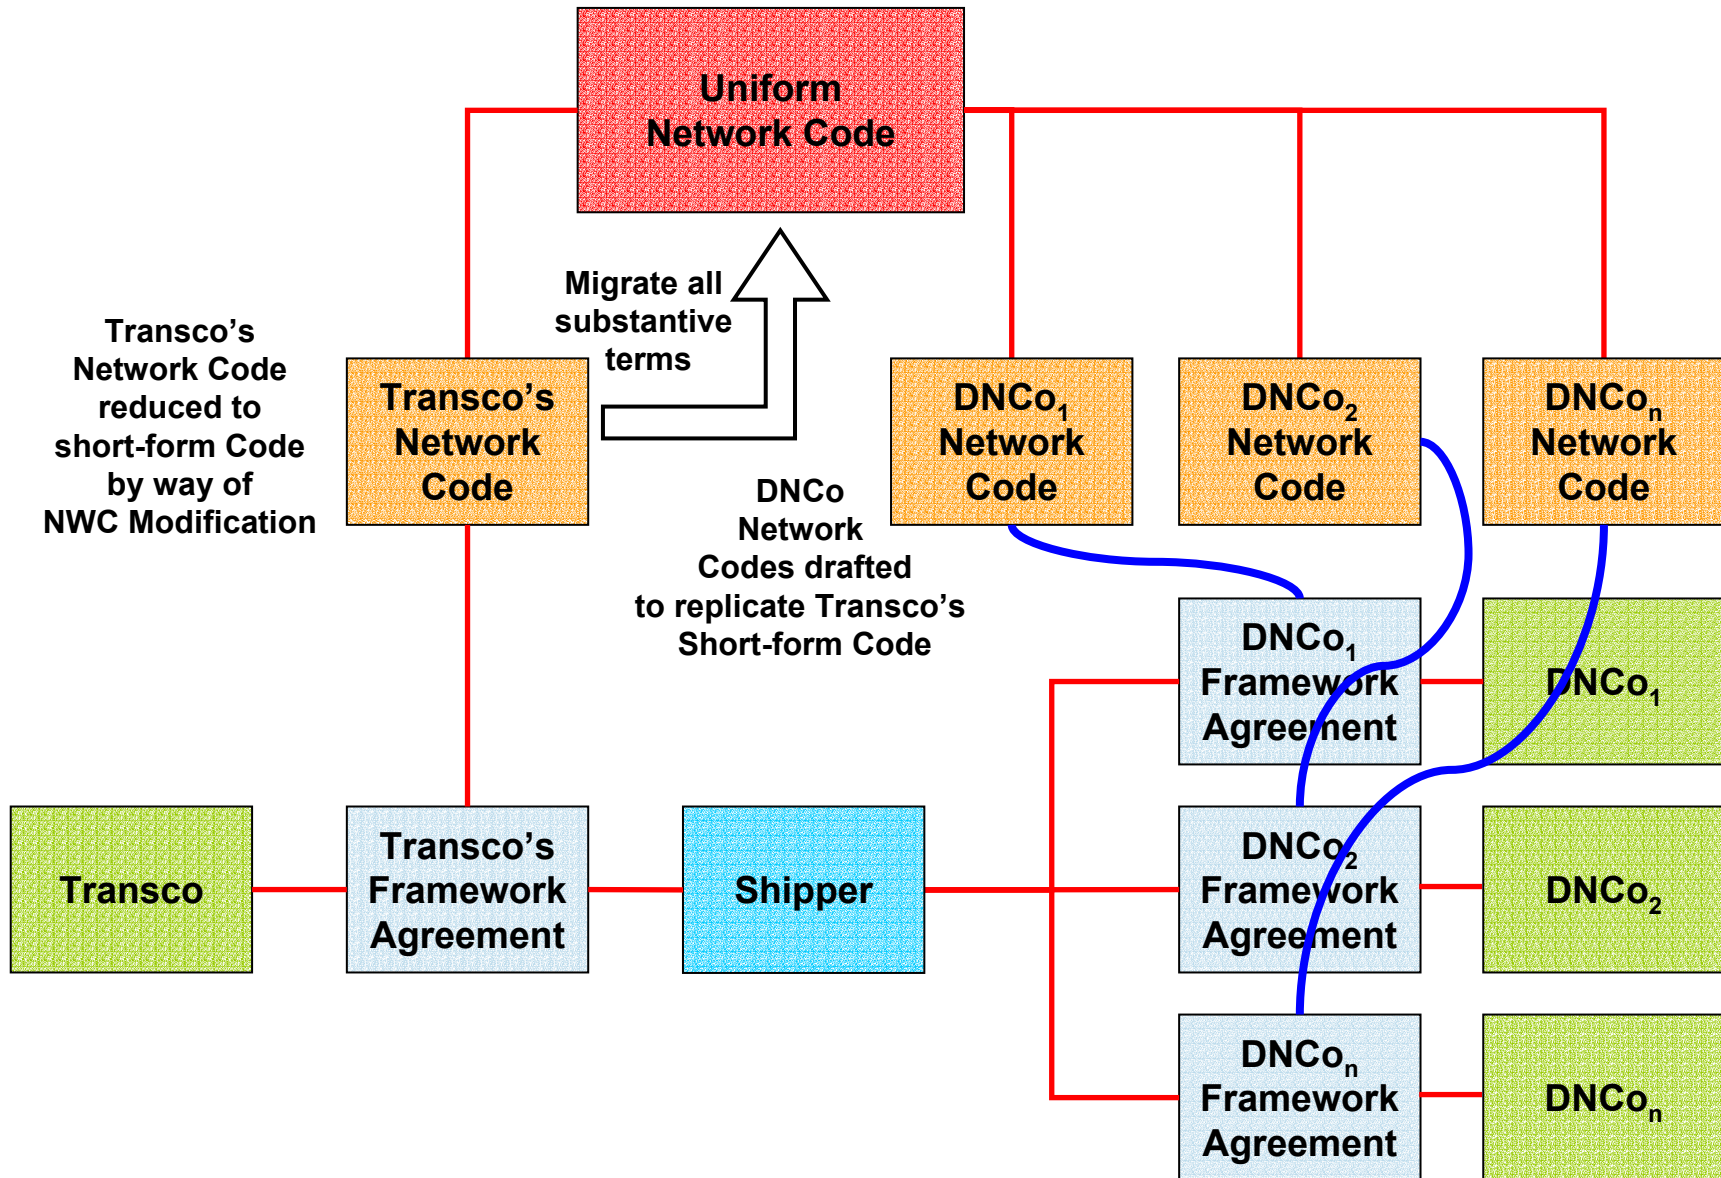 Uniform
Network Code
Migrate all
substantive
terms
Transco’s
Network Code
reduced to
short-form Code
by way of
NWC Modification
Transco’s
Network
Code
DNCo1
Network
Code
DNCo2
Network
Code
DNCon
Network
Code
DNCo
Network
Codes drafted
to replicate Transco’s
Short-form Code
DNCo1
Framework
Agreement
DNCo1
Transco
Transco’s
Framework
Agreement
Shipper
DNCo2
Framework
Agreement
DNCo2
DNCon
Framework
Agreement
DNCon